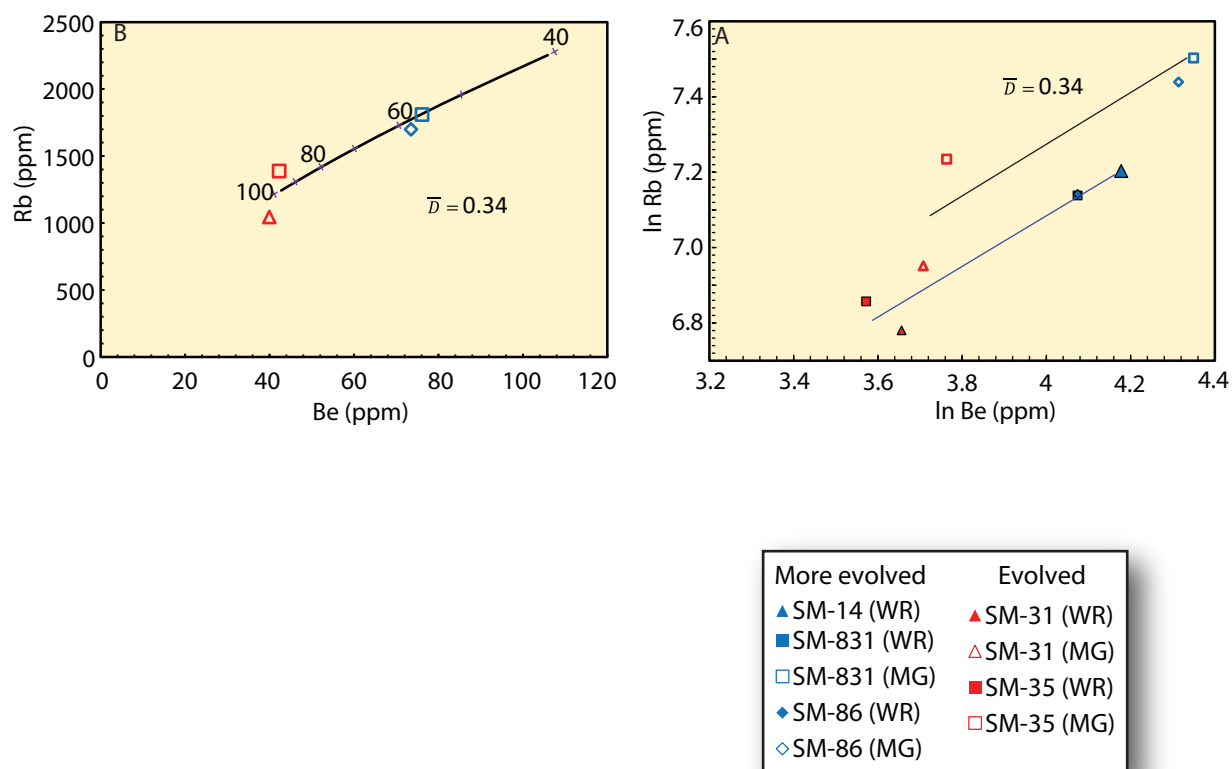 B
2500
2000
1500
1000
500
0
Rb (ppm)
40
60
80
100
D̅ = 0.34
0 20 40 60 80 100 120
Be (ppm)
A
7.6
7.4
7.2
7.0
6.8
ln Rb (ppm)
D̅ = 0.34
3.2 3.4 3.6 3.8 4 4.2 4.4
ln Be (ppm)
More evolved
SM-14 (WR)
SM-831 (WR)
SM-831 (MG)
SM-86 (WR)
SM-86 (MG)
Evolved
SM-31 (WR)
SM-31 (MG)
SM-35 (WR)
SM-35 (MG)